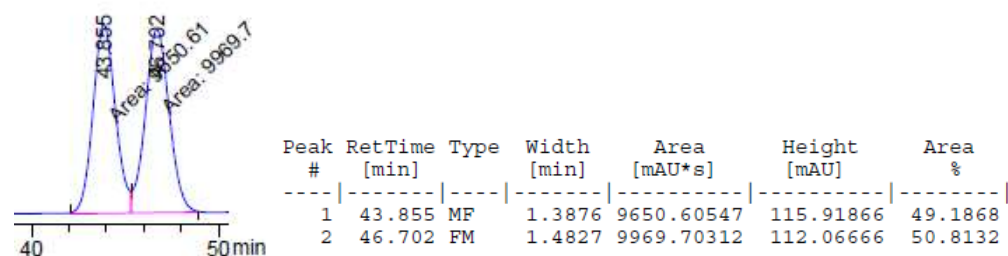 43.855
Area: 9650.61
46.702
Area: 9969.7
40 50 min
Peak RetTime Type Width Area Height Area
# [min] [min] [mAU*s] [mAU] %
----|-------|----|-------|----------|----------|--------|
1 43.855 MF 1.3876 9650.60547 115.91866 49.1868
2 46.702 FM 1.4827 9969.70312 112.06666 50.8132